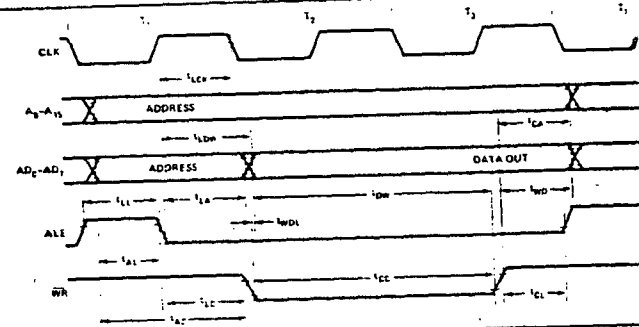 T₁ T₂ T₃ T₁
CLK
tLCK
A₈-A₁₅ ADDRESS
tCA
tLDW
AD₀-AD₇ ADDRESS DATA OUT
tLL tLA tDW tWD
ALE tWDL
tAL
WR tCC
tLC tCL
tAC